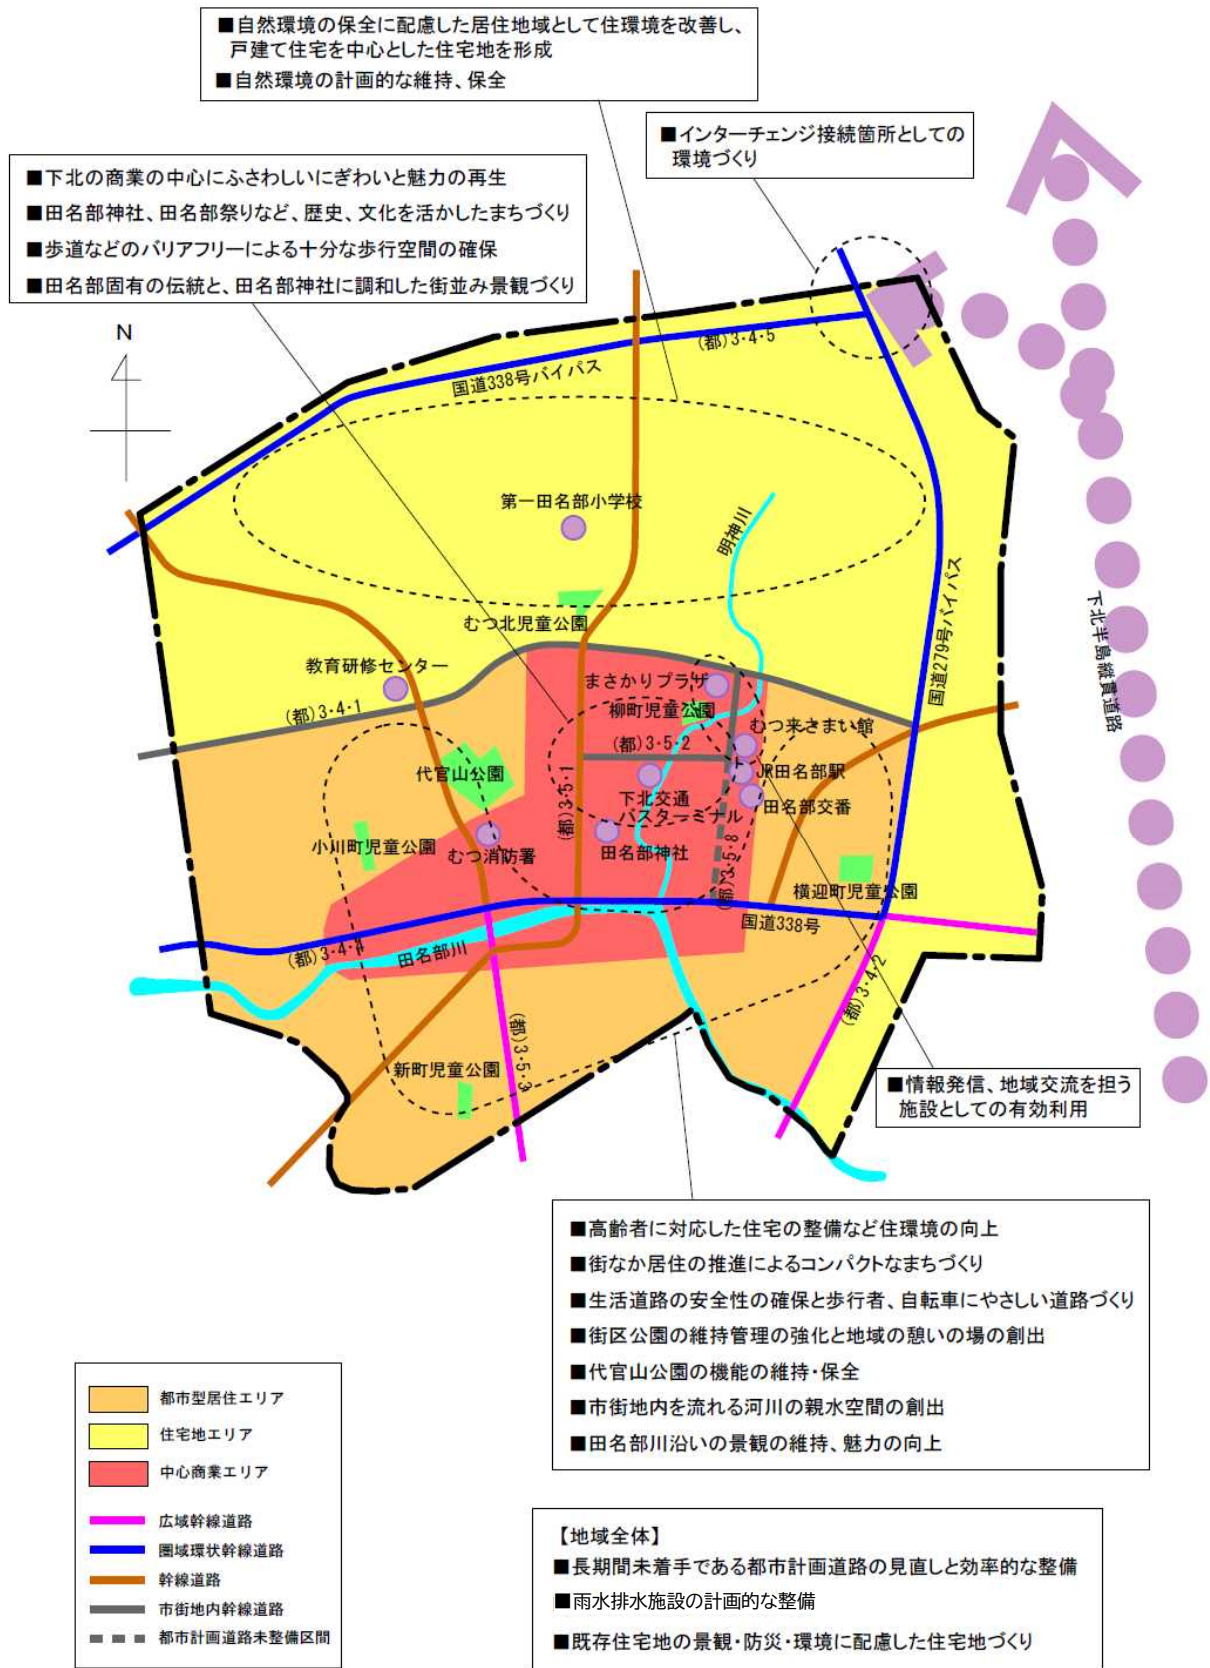 ■自然環境の保全に配慮した居住地域として住環境を改善し、
戸建て住宅を中心とした住宅地を形成
■自然環境の計画的な維持、保全
■インターチェンジ接続箇所としての
環境づくり
■下北の商業の中心にふさわしいにぎわいと魅力の再生
■田名部神社、田名部祭りなど、歴史、文化を活かしたまちづくり
■歩道などのバリアフリーによる十分な歩行空間の確保
■田名部固有の伝統と、田名部神社に調和した街並み景観づくり
N
(都)3・4・5
国道338号バイパス
第一田名部小学校
明神川
むつ北児童公園
下北半島縦貫道路
国道279号バイパス
教育研修センター
まさかりプラザ
(都)3・4・1
柳町児童公園
むつ来さまい館
(都)3・5・2
代官山公園
JR田名部駅
(都)3・5・1
下北交通
バスターミナル
田名部交番
小川町児童公園
むつ消防署
田名部神社
(都)3・5・8
横迎町児童公園
国道338号
(都)3・4・4
田名部川
(都)3・4・2
(都)3・5・3
新町児童公園
■情報発信、地域交流を担う
施設としての有効利用
■高齢者に対応した住宅の整備など住環境の向上
■街なか居住の推進によるコンパクトなまちづくり
■生活道路の安全性の確保と歩行者、自転車にやさしい道路づくり
■街区公園の維持管理の強化と地域の憩いの場の創出
■代官山公園の機能の維持・保全
■市街地内を流れる河川の親水空間の創出
■田名部川沿いの景観の維持、魅力の向上
都市型居住エリア
住宅地エリア
中心商業エリア
広域幹線道路
圏域環状幹線道路
幹線道路
市街地内幹線道路
都市計画道路未整備区間
【地域全体】
■長期間未着手である都市計画道路の見直しと効率的な整備
■雨水排水施設の計画的な整備
■既存住宅地の景観・防災・環境に配慮した住宅地づくり